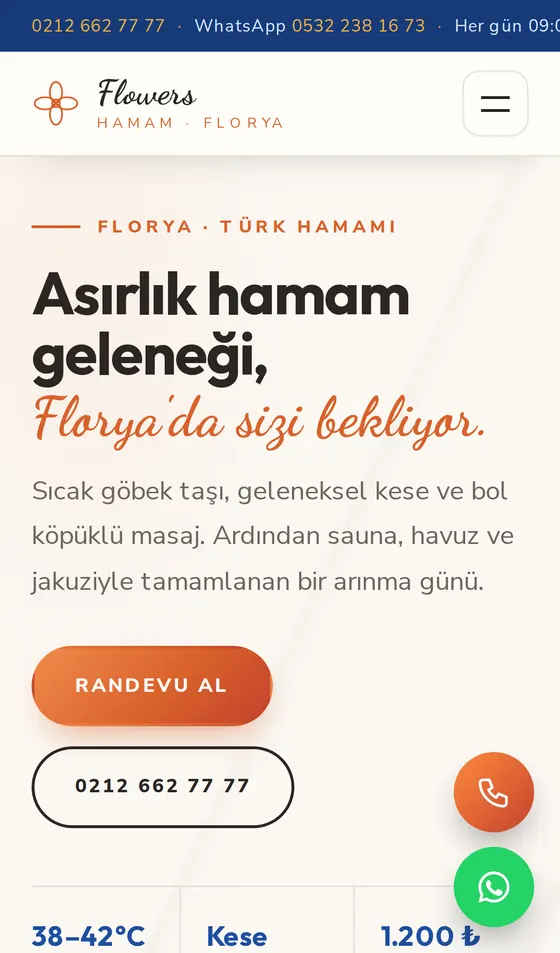 0212 662 77 77 · WhatsApp 0532 238 16 73 · Her gün 09:0
Flowers
HAMAM · FLORYA
FLORYA · TÜRK HAMAMI
Asırlık hamam
geleneği,
Florya'da sizi bekliyor.
Sıcak göbek taşı, geleneksel kese ve bol
köpüklü masaj. Ardından sauna, havuz ve
jakuziyle tamamlanan bir arınma günü.
RANDEVU AL
0212 662 77 77
38–42°C Kese 1.200 ₺